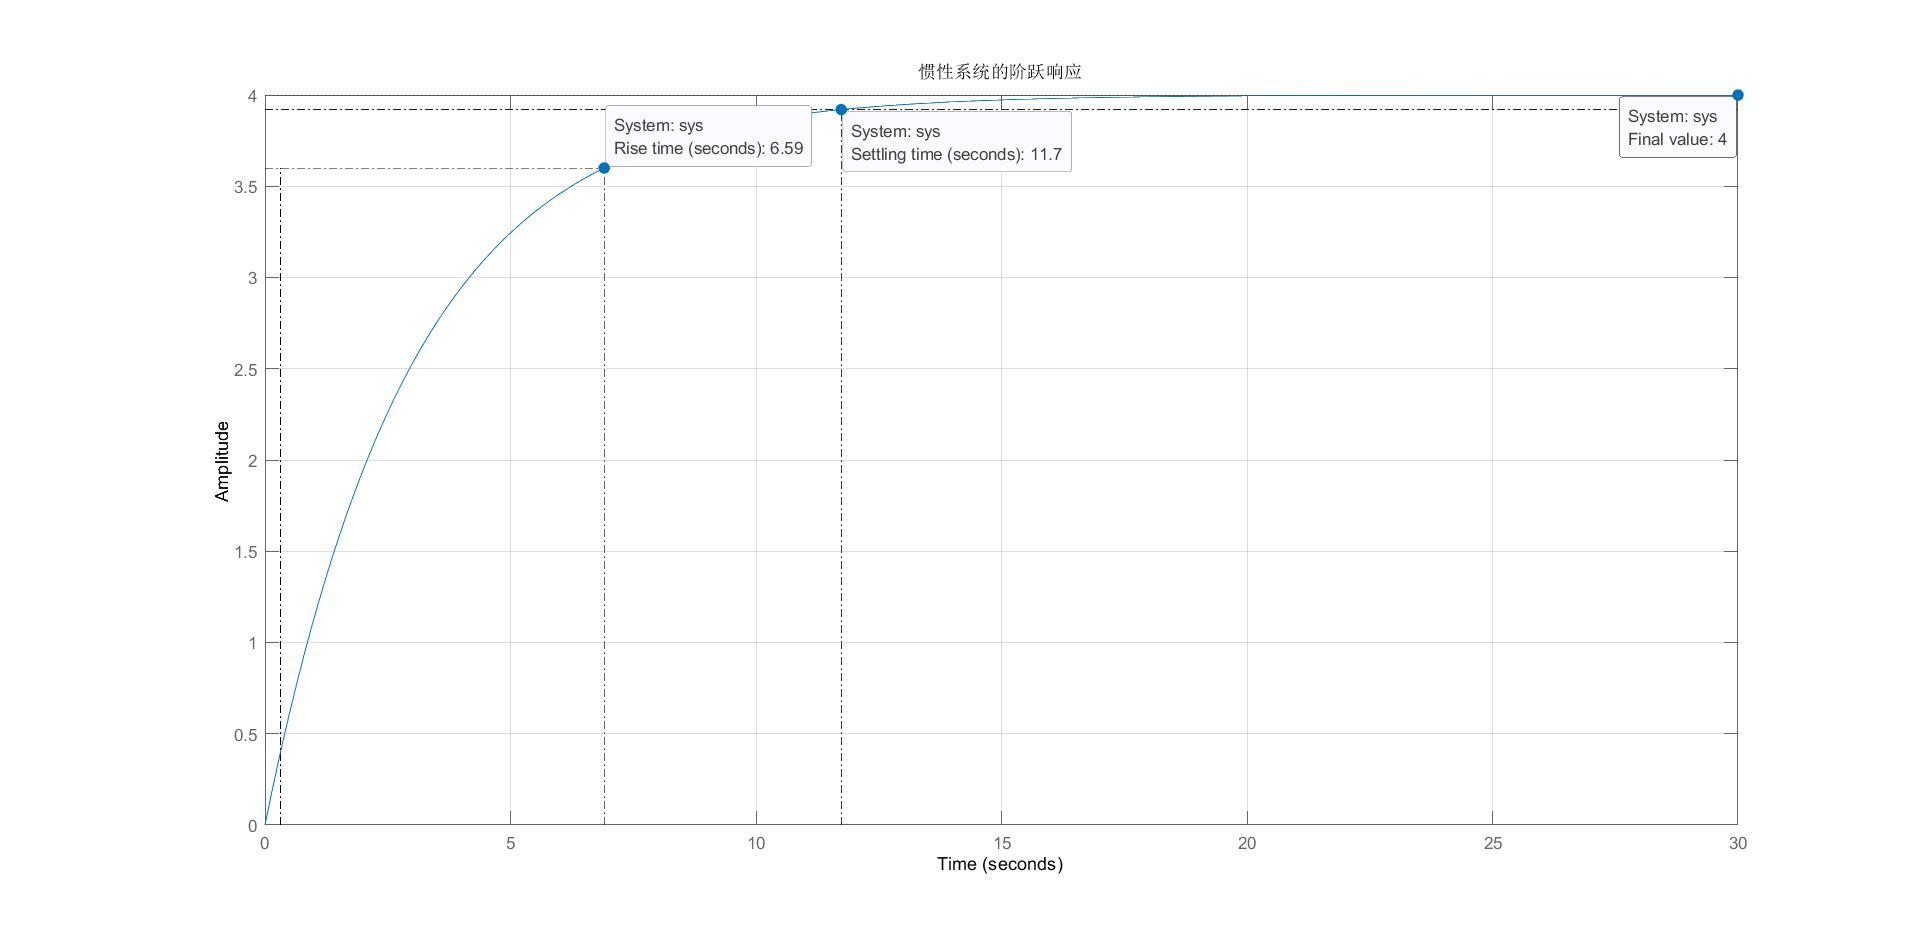 惯性系统的阶跃响应
4
System: sys
Rise time (seconds): 6.59
System: sys
Settling time (seconds): 11.7
System: sys
Final value: 4
3.5
3
2.5
2
1.5
1
0.5
0
Amplitude
0 5 10 15 20 25 30
Time (seconds)